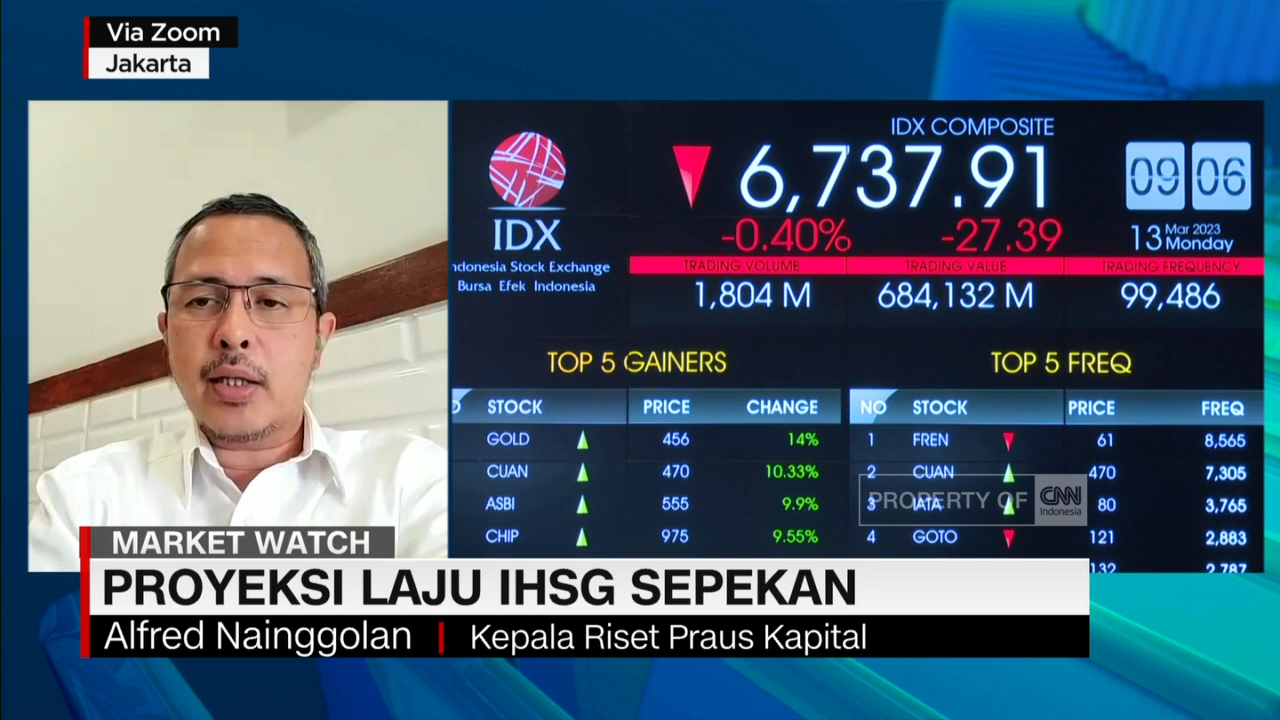 Via Zoom
Jakarta
IDX
Indonesia Stock Exchange
Bursa Efek Indonesia
IDX COMPOSITE
6,737.91
-0.40% -27.39
09 06
13 Mar 2023
Monday
TRADING VOLUME TRADING VALUE TRADING FREQUENCY
1,804 M 684,132 M 99,486
TOP 5 GAINERS
STOCK PRICE CHANGE
GOLD 456 14%
CUAN 470 10.33%
ASBI 555 9.9%
CHIP 975 9.55%
TOP 5 FREQ
NO STOCK PRICE FREQ
1 FREN 61 8,565
2 CUAN 470 7,305
3 IATA 80 3,765
4 GOTO 121 2,883
132 2,787
PROPERTY OF CNN Indonesia
MARKET WATCH
PROYEKSI LAJU IHSG SEPEKAN
Alfred Nainggolan | Kepala Riset Praus Kapital